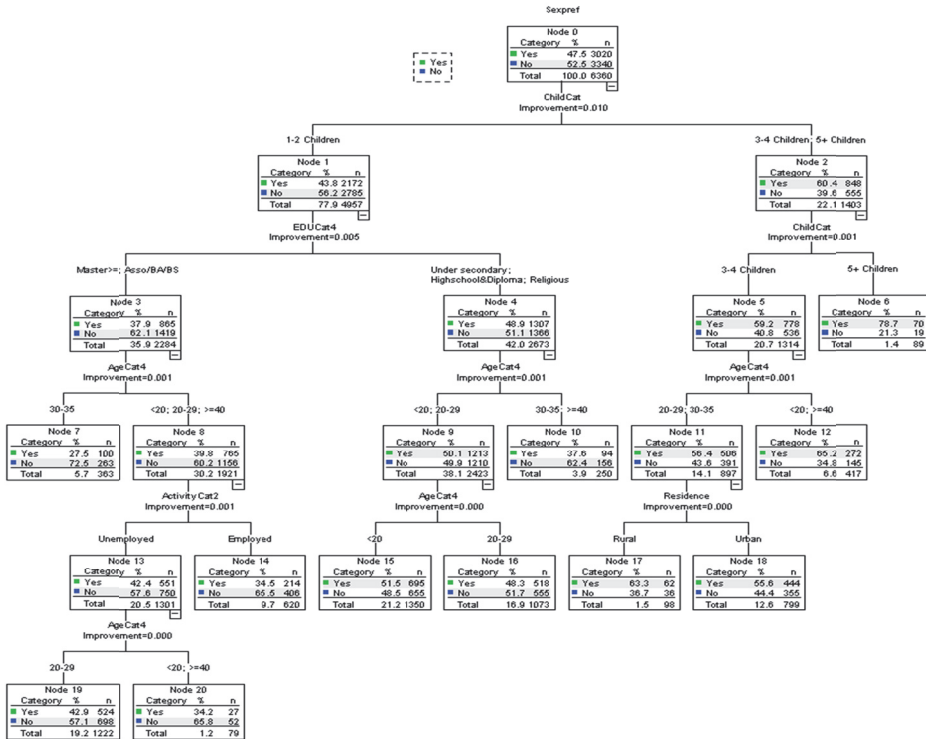 Sexpref
Node 0
Category % n
Yes 47.5 3020
No 52.5 3340
Total 100.0 6360
Yes
No
ChildCat
Improvement=0.010
1-2 Children
3-4 Children; 5+ Children
Node 1
Category % n
Yes 43.8 2172
No 56.2 2785
Total 77.9 4957
Node 2
Category % n
Yes 60.4 848
No 39.6 555
Total 22.1 1403
EDUCat4
Improvement=0.005
ChildCat
Improvement=0.001
Master>=; Asso/BA/BS
Under secondary;
Highschool&Diploma; Religious
3-4 Children
5+ Children
Node 3
Category % n
Yes 37.9 865
No 62.1 1419
Total 35.9 2284
Node 4
Category % n
Yes 48.9 1307
No 51.1 1366
Total 42.0 2673
Node 5
Category % n
Yes 59.2 778
No 40.8 536
Total 20.7 1314
Node 6
Category % n
Yes 78.7 70
No 21.3 19
Total 1.4 89
AgeCat4
Improvement=0.001
AgeCat4
Improvement=0.001
AgeCat4
Improvement=0.001
30-35
<20; 20-29; >=40
<20; 20-29
30-35; >=40
20-29; 30-35
<20; >=40
Node 7
Category % n
Yes 27.5 100
No 72.5 263
Total 5.7 363
Node 8
Category % n
Yes 39.8 765
No 60.2 1156
Total 30.2 1921
Node 9
Category % n
Yes 50.1 1213
No 49.9 1210
Total 38.1 2423
Node 10
Category % n
Yes 37.6 94
No 62.4 156
Total 3.9 250
Node 11
Category % n
Yes 56.4 506
No 43.6 391
Total 14.1 897
Node 12
Category % n
Yes 65.2 272
No 34.8 145
Total 6.6 417
ActivityCat2
Improvement=0.001
AgeCat4
Improvement=0.000
Residence
Improvement=0.000
Unemployed
Employed
<20
20-29
Rural
Urban
Node 13
Category % n
Yes 42.4 551
No 57.6 750
Total 20.5 1301
Node 14
Category % n
Yes 34.5 214
No 65.5 406
Total 9.7 620
Node 15
Category % n
Yes 51.5 695
No 48.5 655
Total 21.2 1350
Node 16
Category % n
Yes 48.3 518
No 51.7 555
Total 16.9 1073
Node 17
Category % n
Yes 63.3 62
No 36.7 36
Total 1.5 98
Node 18
Category % n
Yes 55.6 444
No 44.4 355
Total 12.6 799
AgeCat4
Improvement=0.000
20-29
<20; >=40
Node 19
Category % n
Yes 42.9 524
No 57.1 698
Total 19.2 1222
Node 20
Category % n
Yes 34.2 27
No 65.8 52
Total 1.2 79